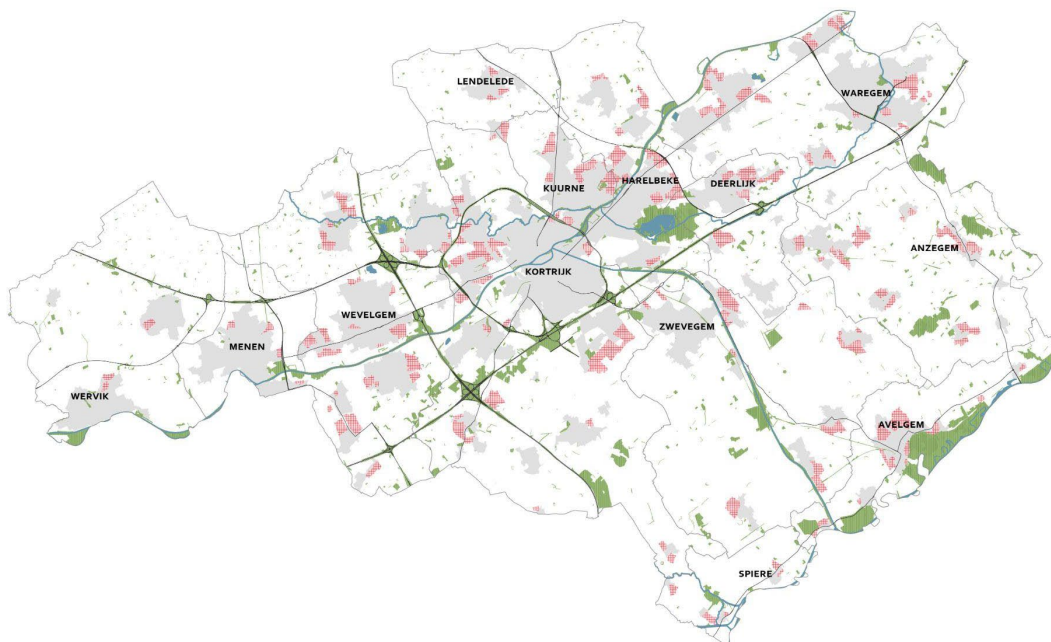 LENDELEDE
WAREGEM
KUURNE
HARELBEKE
DEERLIJK
ANZEGEM
KORTRIJK
WEVELGEM
ZWEVEGEM
MENEN
WERVIK
AVELGEM
SPIERE